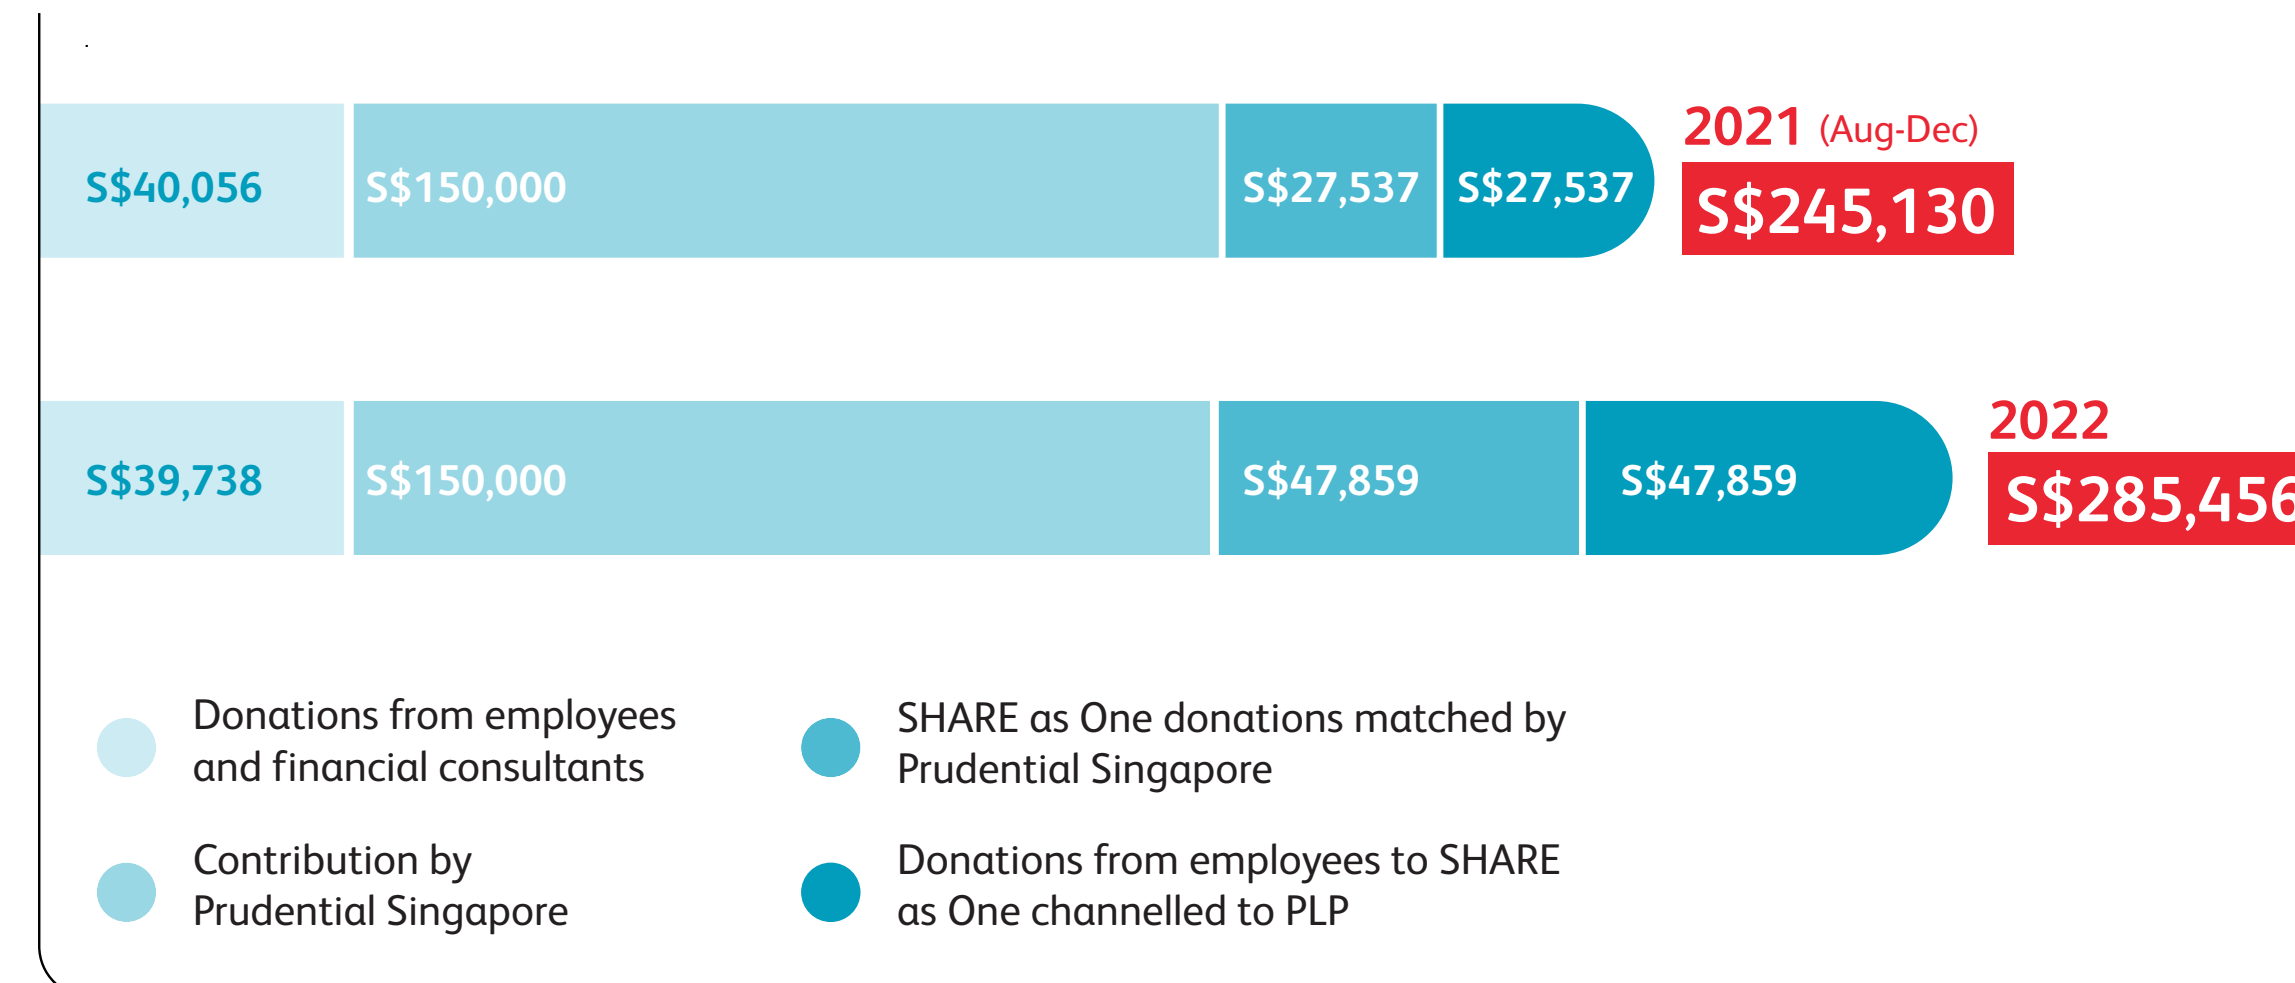 S$40,056 S$150,000 S$27,537 S$27,537
2021 (Aug-Dec)
S$245,130
S$39,738 S$150,000 S$47,859 S$47,859
2022
S$285,456
Donations from employees
and financial consultants
Contribution by
Prudential Singapore
SHARE as One donations matched by
Prudential Singapore
Donations from employees to SHARE
as One channelled to PLP